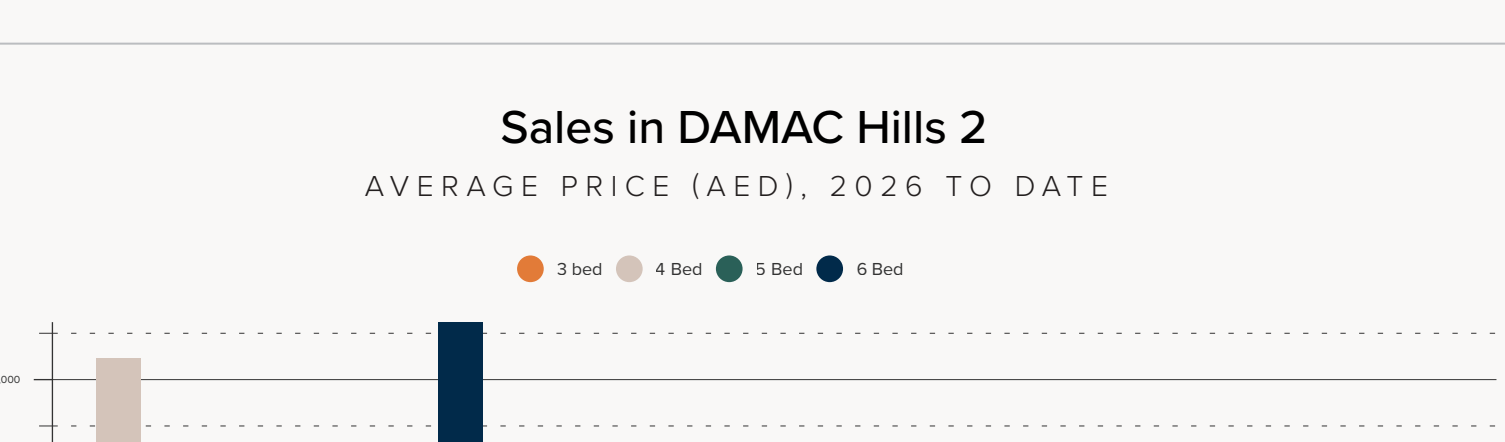 Sales in DAMAC Hills 2
AVERAGE PRICE (AED), 2026 TO DATE
3 bed 4 Bed 5 Bed 6 Bed
000